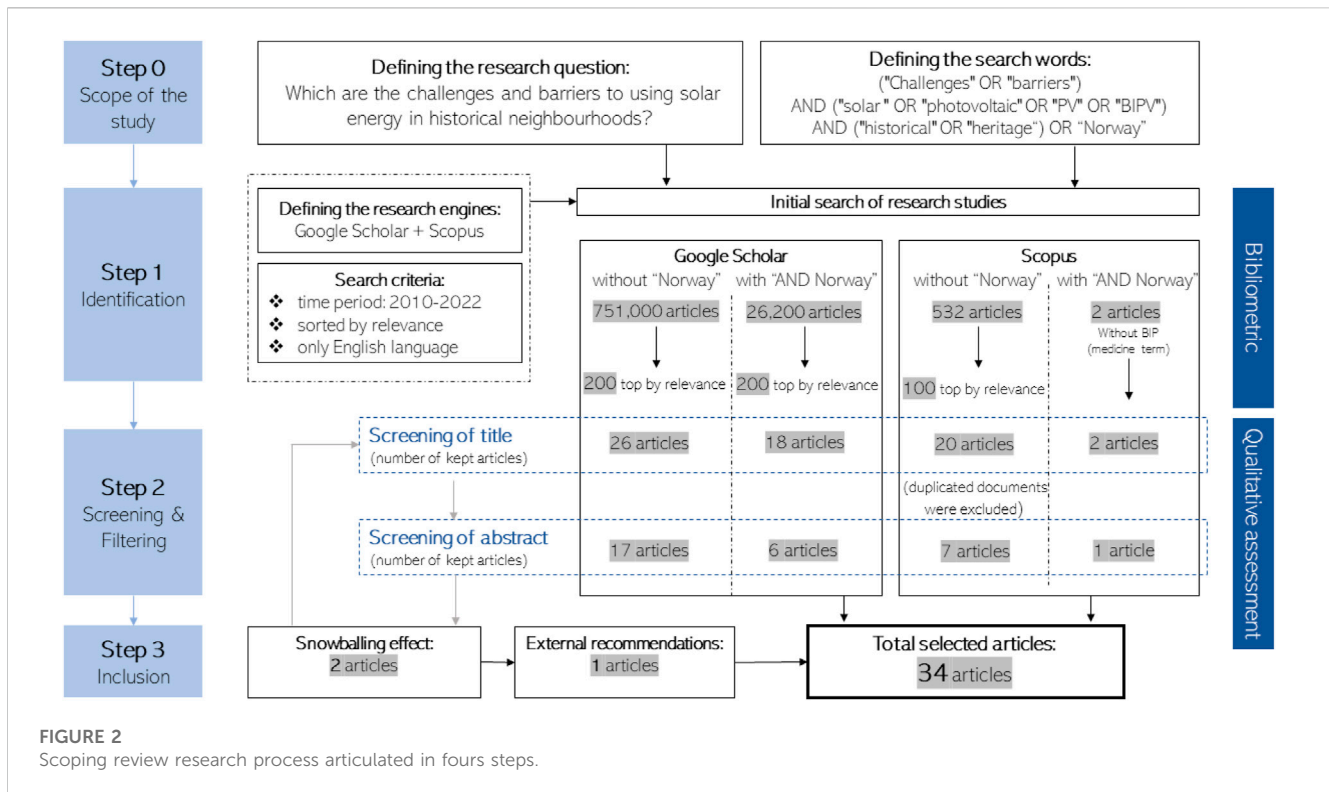 Step 0
Scope of the
study
Defining the research question:
Which are the challenges and barriers to using solar
energy in historical neighbourhoods?
Defining the search words:
("Challenges" OR "barriers")
AND ("solar" OR "photovoltaic" OR "PV" OR "BIPV")
AND ("historical" OR "heritage“) OR “Norway”
Step 1
Identification
Defining the research engines:
Google Scholar + Scopus
Search criteria:
❖ time period: 2010-2022
❖ sorted by relevance
❖ only English language
Initial search of research studies
Google Scholar
without “Norway”
with “AND Norway”
751,000 articles
26,200 articles
200 top by relevance
200 top by relevance
Scopus
without “Norway”
with “AND Norway”
532 articles
2 articles
Without BIP
(medicine term)
100 top by relevance
Bibliometric
Step 2
Screening &
Filtering
Screening of title
(number of kept articles)
26 articles
18 articles
20 articles
2 articles
(duplicated documents
were excluded)
Screening of abstract
(number of kept articles)
17 articles
6 articles
7 articles
1 article
Qualitative assessment
Step 3
Inclusion
Snowballing effect:
2 articles
External recommendations:
1 articles
Total selected articles:
34 articles
FIGURE 2
Scoping review research process articulated in fours steps.